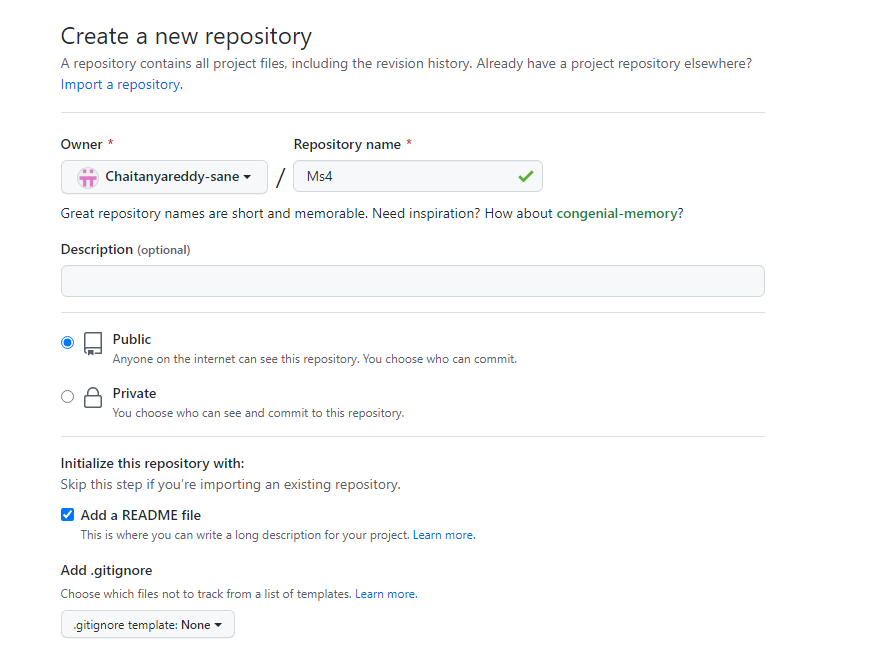 Create a new repository
A repository contains all project files, including the revision history. Already have a project repository elsewhere?
Import a repository.
Owner * Repository name *
Chaitanyareddy-sane / Ms4
Great repository names are short and memorable. Need inspiration? How about congenial-memory?
Description (optional)
Public
Anyone on the internet can see this repository. You choose who can commit.
Private
You choose who can see and commit to this repository.
Initialize this repository with:
Skip this step if you're importing an existing repository.
Add a README file
This is where you can write a long description for your project. Learn more.
Add .gitignore
Choose which files not to track from a list of templates. Learn more.
.gitignore template: None